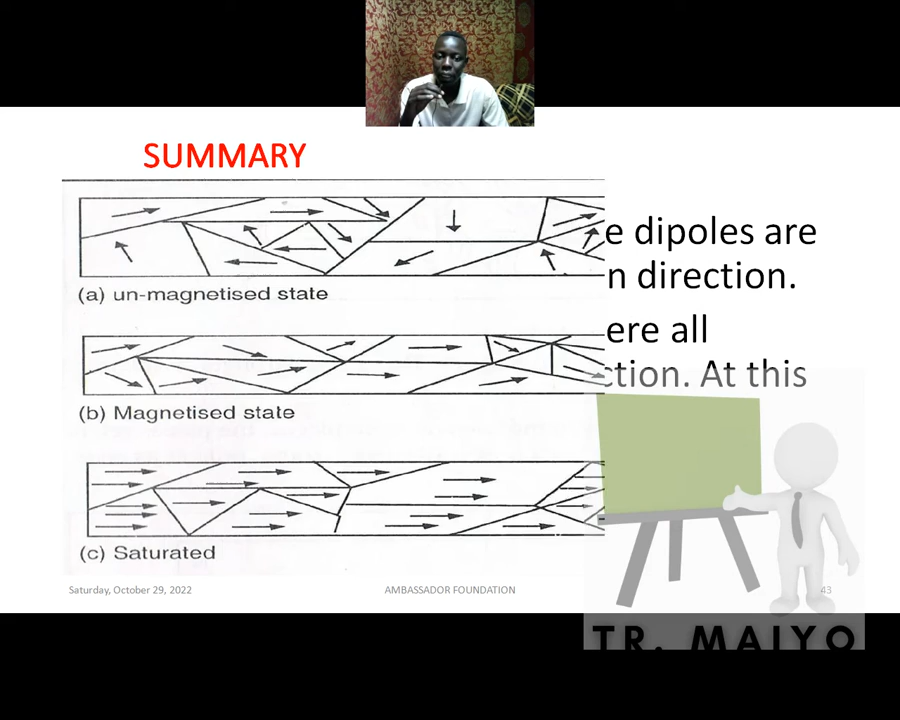 SUMMARY
e dipoles are
n direction.
(a) un-magnetised state
ere all
ction. At this
(b) Magnetised state
(c) Saturated
Saturday, October 29, 2022
AMBASSADOR FOUNDATION
43
TR. MAIYO